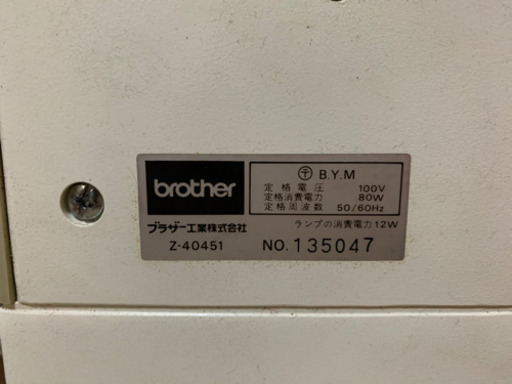 brother
ブラザー工業株式会社
Z-40451
〒 B.Y.M
定格電圧 100V
定格消費電力 80W
定格周波数 50/60Hz
ランプの消費電力12W
NO. 135047